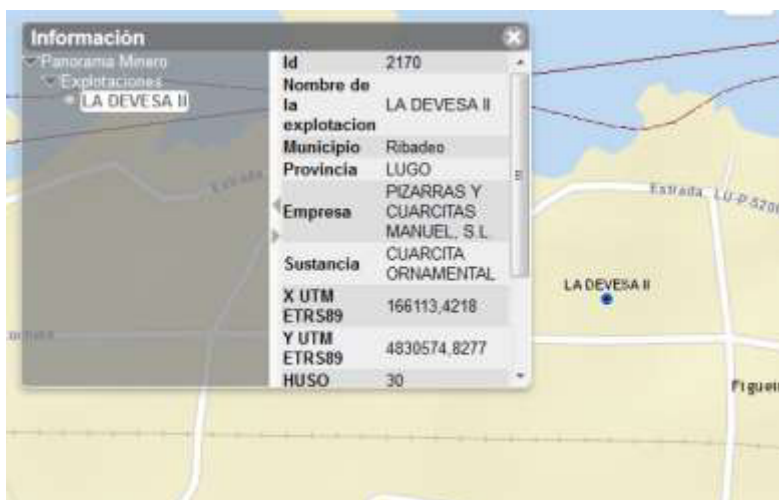 Información
Panorama Minero
Explotaciones
LA DEVESA II
Id 2170
Nombre de
la
explotacion
LA DEVESA II
Municipio Ribadeo
Provincia LUGO
Empresa
PIZARRAS Y
CUARCITAS
MANUEL, S.L.
Sustancia
CUARCITA
ORNAMENTAL
X UTM
ETRS89
166113,4218
Y UTM
ETRS89
4830574,8277
HUSO 30
Estrada
Estrada, LU-P-5206
LA DEVESA II
Figuei